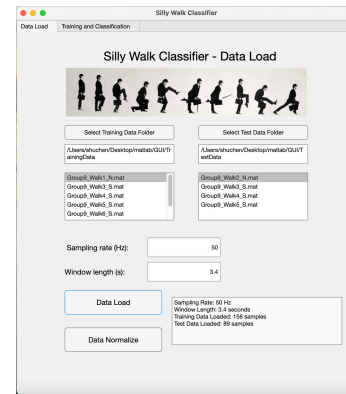 Silly Walk Classifier
Data Load
Training and Classification
Silly Walk Classifier - Data Load
Select Training Data Folder
Select Test Data Folder
/Users/shuchen/Desktop/matlab/GUI/Tr
ainingData
/Users/shuchen/Desktop/matlab/GUI/T
estData
Group9_Walk1_N.mat
Group9_Walk3_S.mat
Group9_Walk4_S.mat
Group9_Walk5_S.mat
Group9_Walk6_S.mat
Group9_Walk2_N.mat
Group9_Walk3_S.mat
Group9_Walk4_S.mat
Group9_Walk5_S.mat
Sampling rate (Hz):
50
Window length (s):
3.4
Data Load
Data Normalize
Sampling Rate: 50 Hz
Window Length: 3.4 seconds
Training Data Loaded: 156 samples
Test Data Loaded: 89 samples